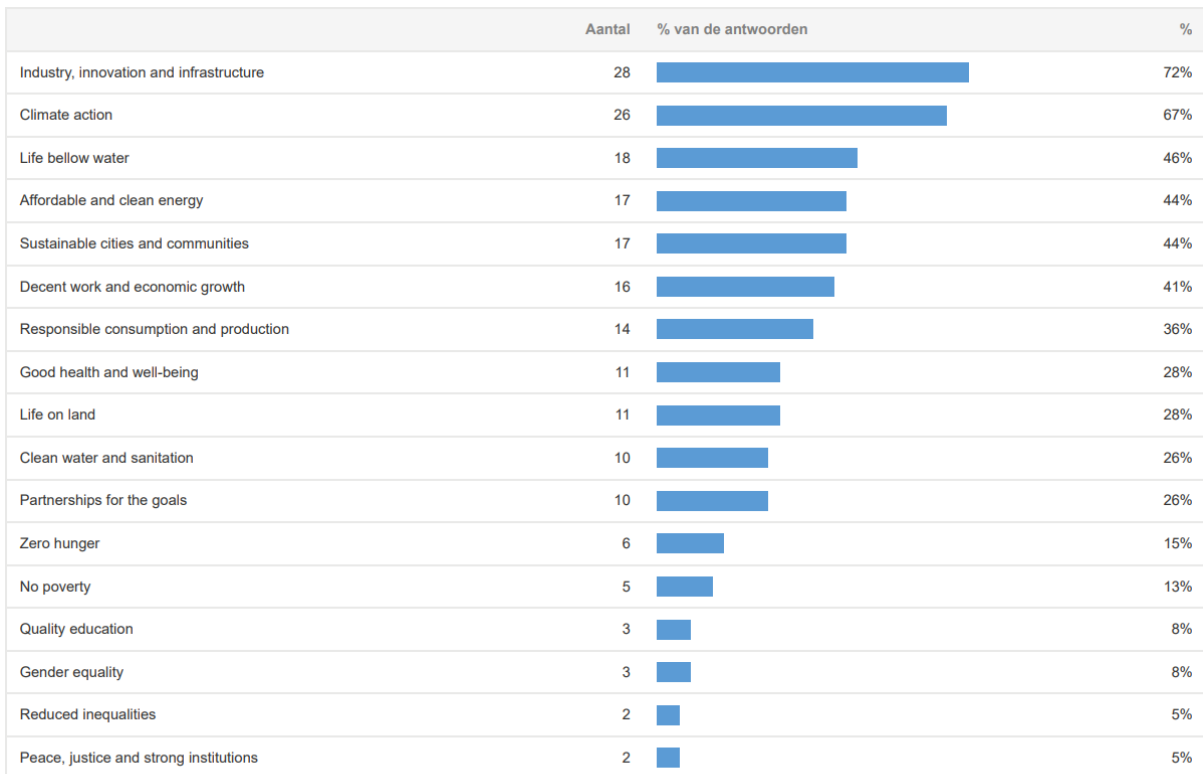 Aantal % van de antwoorden %
Industry, innovation and infrastructure 28 72%
Climate action 26 67%
Life bellow water 18 46%
Affordable and clean energy 17 44%
Sustainable cities and communities 17 44%
Decent work and economic growth 16 41%
Responsible consumption and production 14 36%
Good health and well-being 11 28%
Life on land 11 28%
Clean water and sanitation 10 26%
Partnerships for the goals 10 26%
Zero hunger 6 15%
No poverty 5 13%
Quality education 3 8%
Gender equality 3 8%
Reduced inequalities 2 5%
Peace, justice and strong institutions 2 5%